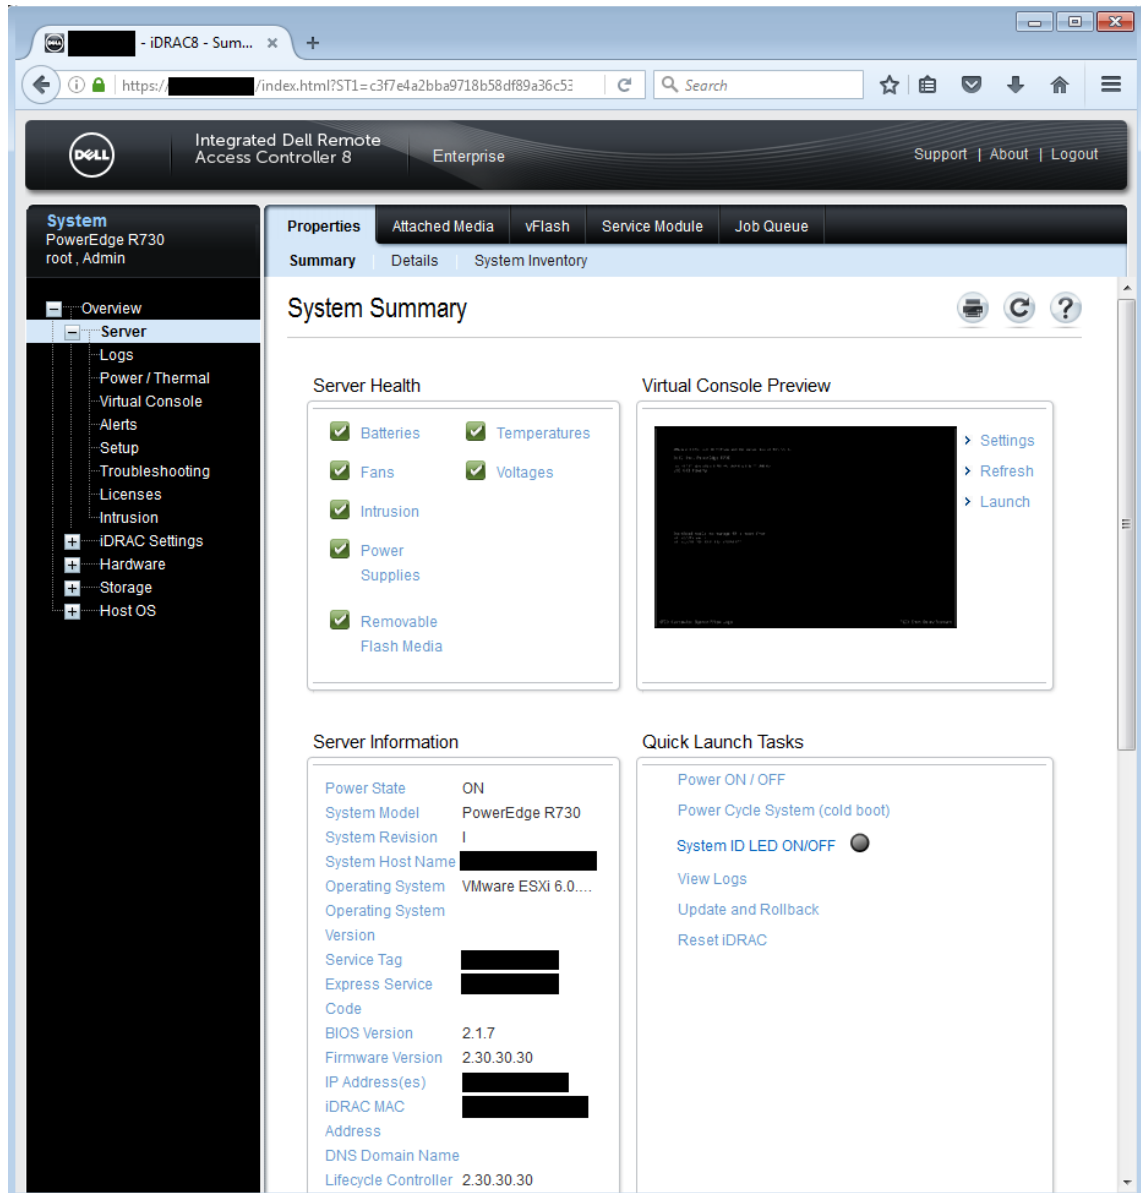 - iDRAC8 - Sum...
https:// /index.html?ST1=c3f7e4a2bba9718b58df89a36c53
Search
DELL
Integrated Dell Remote
Access Controller 8
Enterprise
Support | About | Logout
System
PowerEdge R730
root , Admin
Properties Attached Media vFlash Service Module Job Queue
Summary Details System Inventory
Overview
Server
Logs
Power / Thermal
Virtual Console
Alerts
Setup
Troubleshooting
Licenses
Intrusion
iDRAC Settings
Hardware
Storage
Host OS
System Summary
Server Health
Batteries
Temperatures
Fans
Voltages
Intrusion
Power
Supplies
Removable
Flash Media
Virtual Console Preview
Settings
Refresh
Launch
Server Information
Power State ON
System Model PowerEdge R730
System Revision I
System Host Name
Operating System VMware ESXi 6.0....
Operating System
Version
Service Tag
Express Service
Code
BIOS Version 2.1.7
Firmware Version 2.30.30.30
IP Address(es)
iDRAC MAC
Address
DNS Domain Name
Lifecycle Controller 2.30.30.30
Quick Launch Tasks
Power ON / OFF
Power Cycle System (cold boot)
System ID LED ON/OFF
View Logs
Update and Rollback
Reset iDRAC